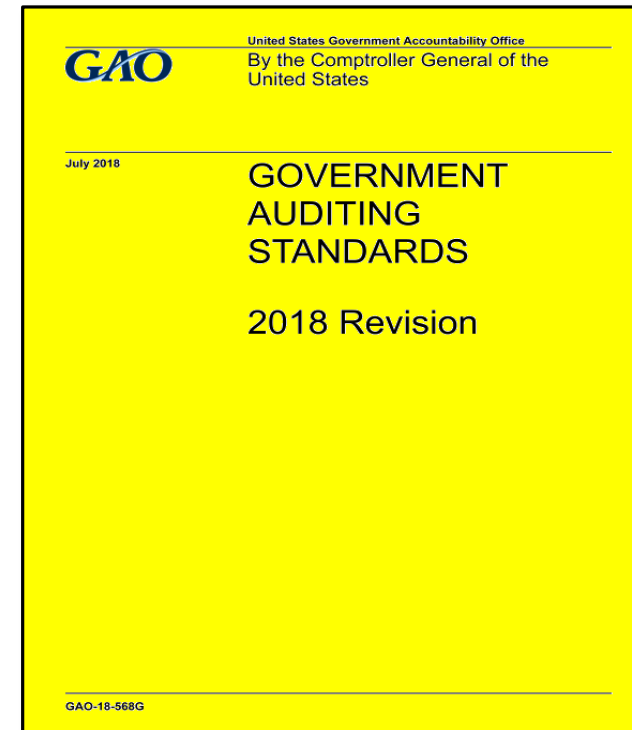 United States Government Accountability Office
GAO
By the Comptroller General of the
United States
July 2018
GOVERNMENT
AUDITING
STANDARDS
2018 Revision
GAO-18-568G